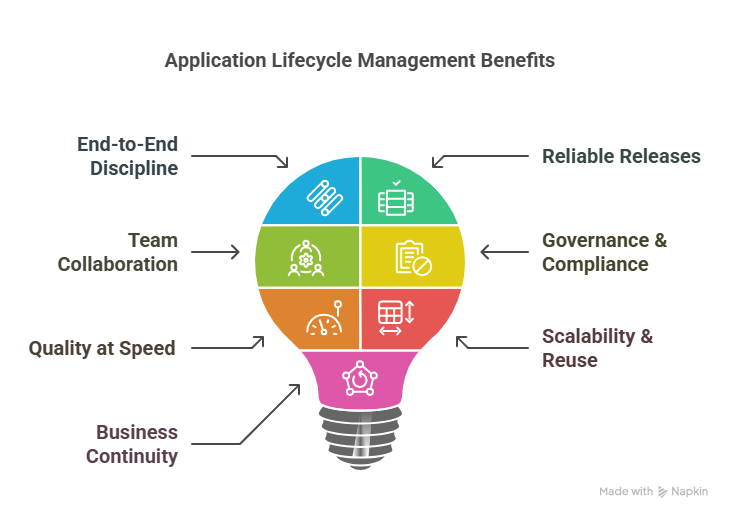 Application Lifecycle Management Benefits
End-to-End
Discipline
Reliable Releases
Team
Collaboration
Governance &
Compliance
Quality at Speed
Scalability &
Reuse
Business
Continuity
Made with Napkin